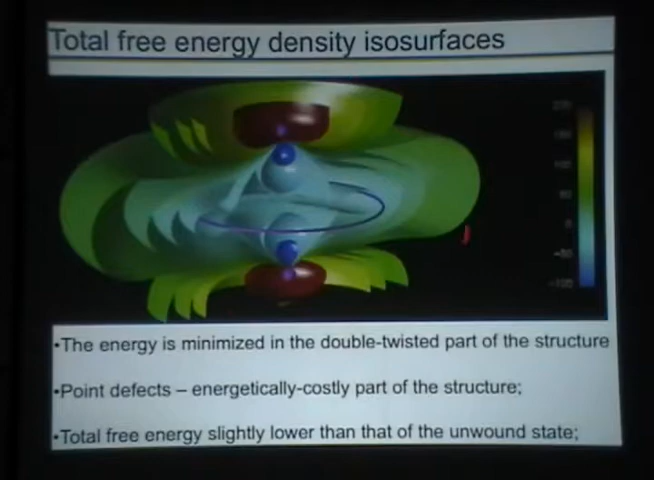 Total free energy density isosurfaces
•The energy is minimized in the double-twisted part of the structure
•Point defects – energetically-costly part of the structure;
•Total free energy slightly lower than that of the unwound state;